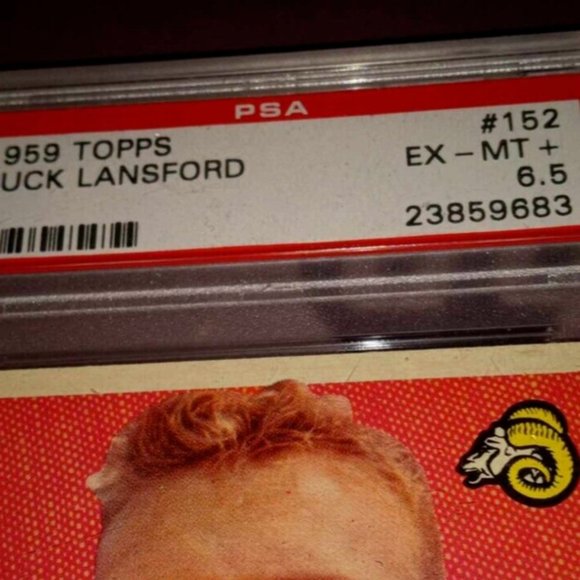 PSA
959 TOPPS #152
UCK LANSFORD EX-MT+
6.5
23859683